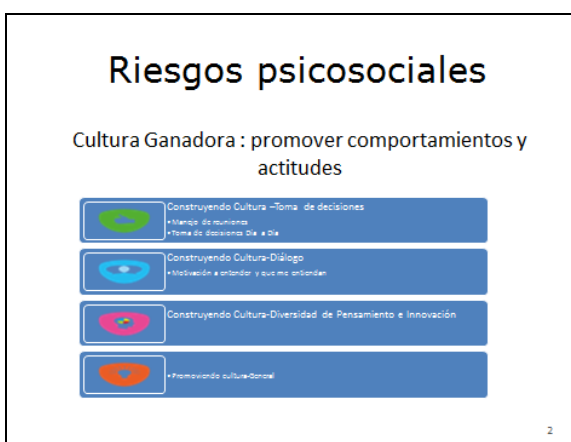 Riesgos psicosociales
Cultura Ganadora : promover comportamientos y
actitudes
Construyendo Cultura –Toma de decisiones
•Manejo de reuniones
•Toma de decisiones Día a Día
Construyendo Cultura-Diálogo
•Motivación a entender y que me entiendan
Construyendo Cultura-Diversidad de Pensamiento e Innovación
•Promoviendo cultura-General
2